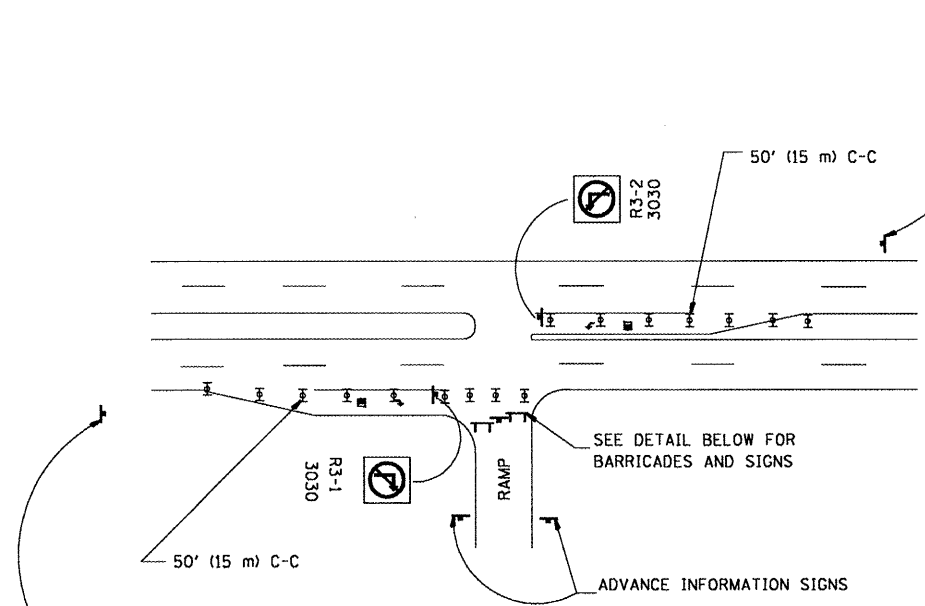 50' (15 m) C-C
R3-2
3030
SEE DETAIL BELOW FOR
BARRICADES AND SIGNS
R3-1
3030
RAMP
50' (15 m) C-C
ADVANCE INFORMATION SIGNS